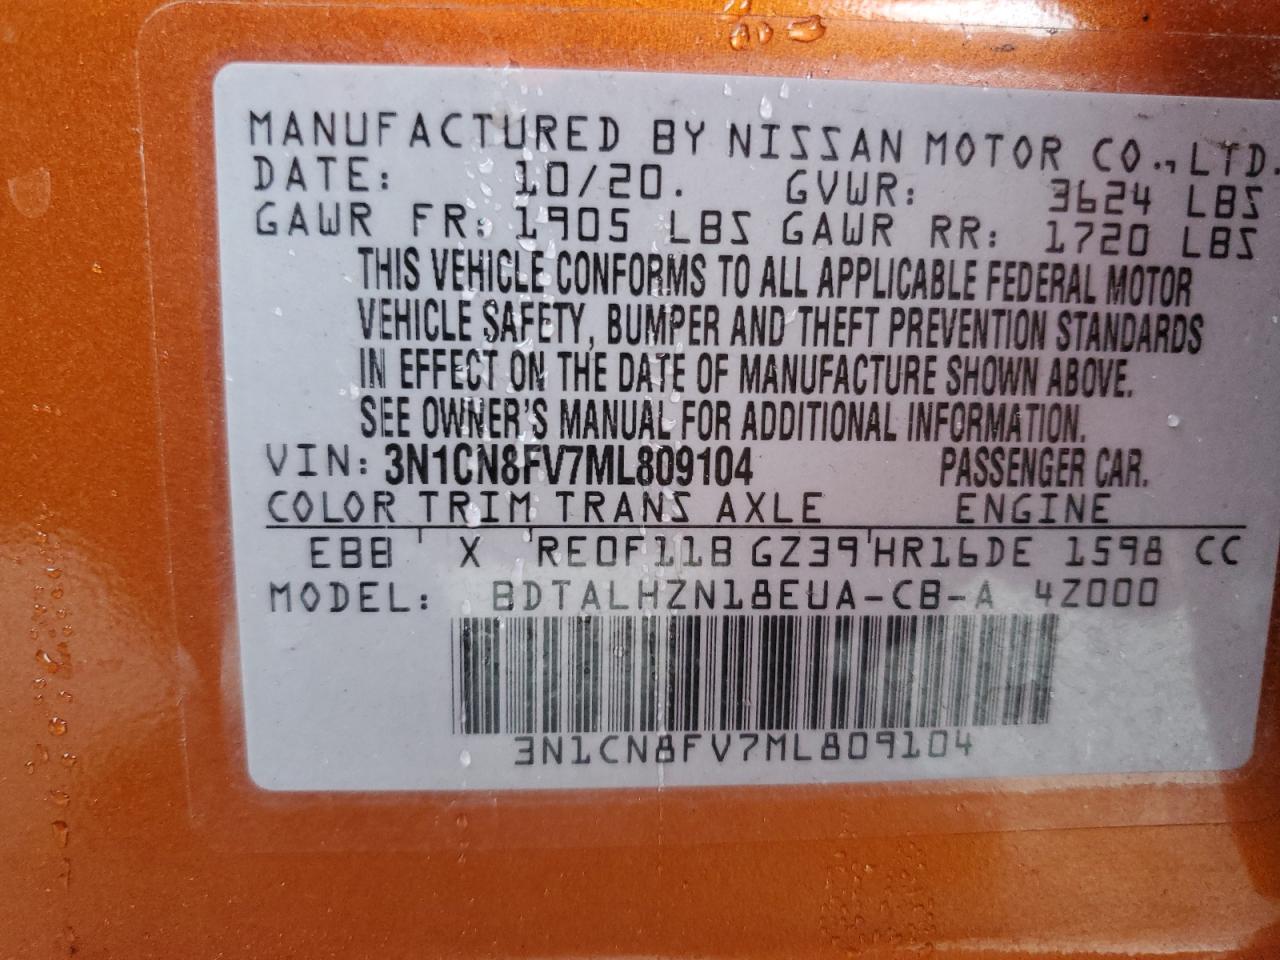 MANUFACTURED BY NISSAN MOTOR CO., LTD.
DATE: 10/20. GVWR: 3624 LBS
GAWR FR: 1905 LBS GAWR RR: 1720 LBS
THIS VEHICLE CONFORMS TO ALL APPLICABLE FEDERAL MOTOR
VEHICLE SAFETY, BUMPER AND THEFT PREVENTION STANDARDS
IN EFFECT ON THE DATE OF MANUFACTURE SHOWN ABOVE.
SEE OWNER'S MANUAL FOR ADDITIONAL INFORMATION.
VIN: 3N1CN8FV7ML809104 PASSENGER CAR.
COLOR TRIM TRANS AXLE ENGINE
EBB ' X RE0F11B GZ39'HR16DE 1598 CC
MODEL: BDTALHZN18EUA-CB-A 4Z000
3N1CN8FV7ML809104